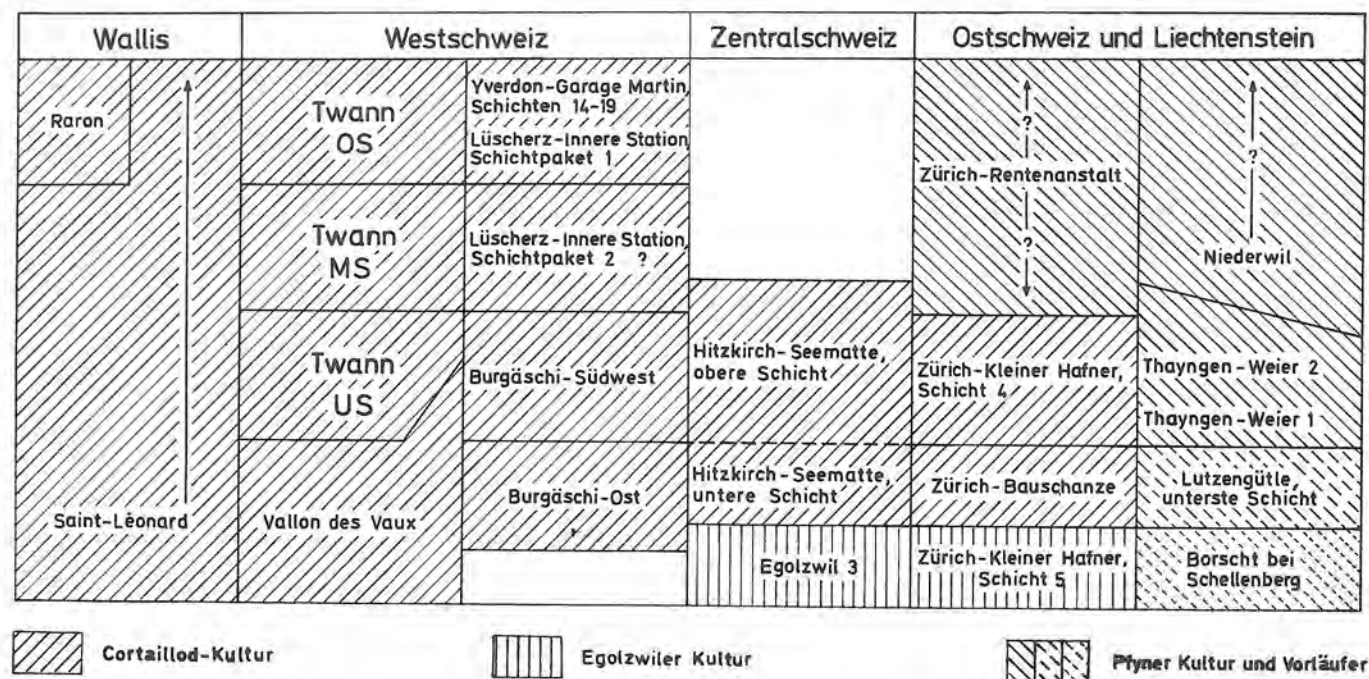 Wallis
Westschweiz
Zentralschweiz
Ostschweiz und Liechtenstein
Raron
Saint-Léonard
Twann
OS
Twann
MS
Twann
US
Vallon des Vaux
Yverdon-Garage Martin,
Schichten 14-19
Lüscherz-Innere Station,
Schichtpaket 1
Lüscherz-Innere Station,
Schichtpaket 2 ?
Burgäschi-Südwest
Burgäschi-Ost
Hitzkirch-Seematte,
obere Schicht
Hitzkirch-Seematte,
untere Schicht
Egolzwil 3
?
Zürich-Rentenanstalt
?
Zürich-Kleiner Hafner,
Schicht 4
Zürich-Bauschanze
Zürich-Kleiner Hafner,
Schicht 5
?
Niederwil
Thayngen-Weier 2
Thayngen-Weier 1
Lutzengütle,
unterste Schicht
Borscht bei
Schellenberg
Cortaillod-Kultur
Egolzwiler Kultur
Pfyner Kultur und Vorläufer